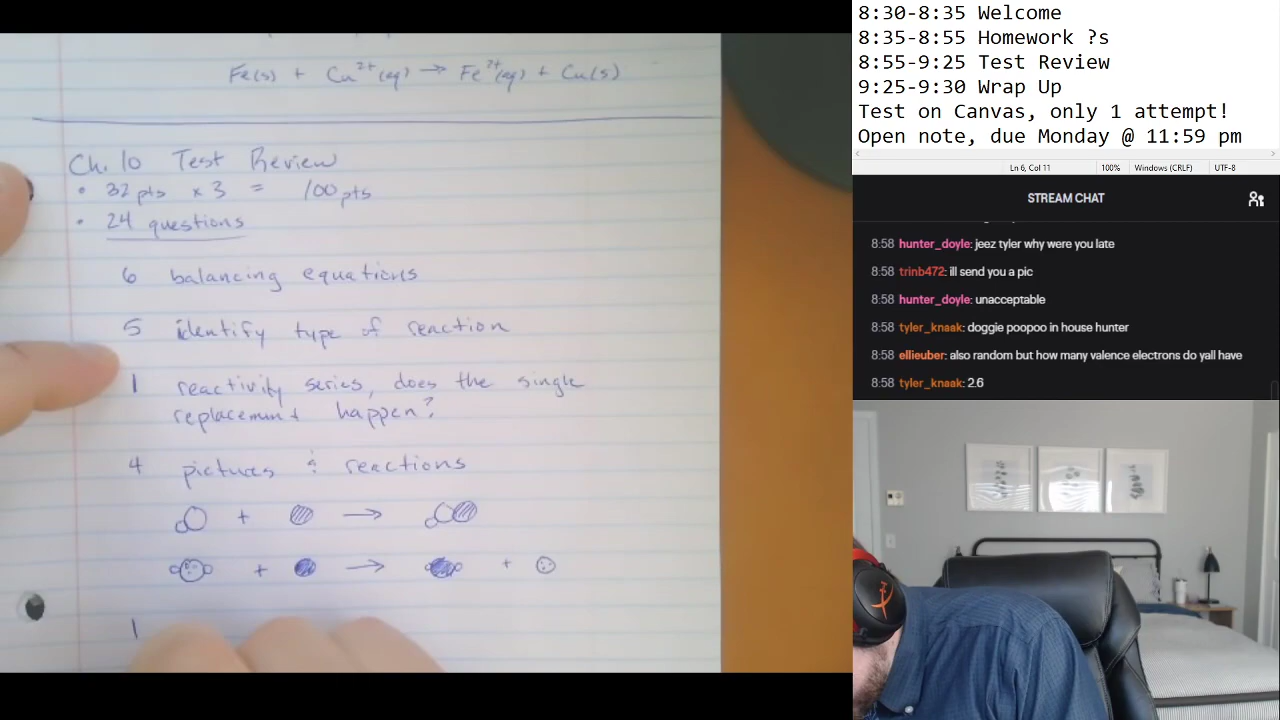 Fe(s) + Cu²⁺(aq) → Fe²⁺(aq) + Cu(s)
Ch. 10 Test Review
• 32 pts x 3 = 100 pts
• 24 questions
6 balancing equations
5 identify type of reaction
1 reactivity series, does the single
replacement happen?
4 pictures & reactions
+ →
+ → +
1
8:30-8:35 Welcome
8:35-8:55 Homework ?s
8:55-9:25 Test Review
9:25-9:30 Wrap Up
Test on Canvas, only 1 attempt!
Open note, due Monday @ 11:59 pm
Ln 6, Col 11 100% Windows (CRLF) UTF-8
STREAM CHAT
8:58 hunter_doyle: jeez tyler why were you late
8:58 trinb472: ill send you a pic
8:58 hunter_doyle: unacceptable
8:58 tyler_knaak: doggie poopoo in house hunter
8:58 ellieuber: also random but how many valence electrons do yall have
8:58 tyler_knaak: 2.6